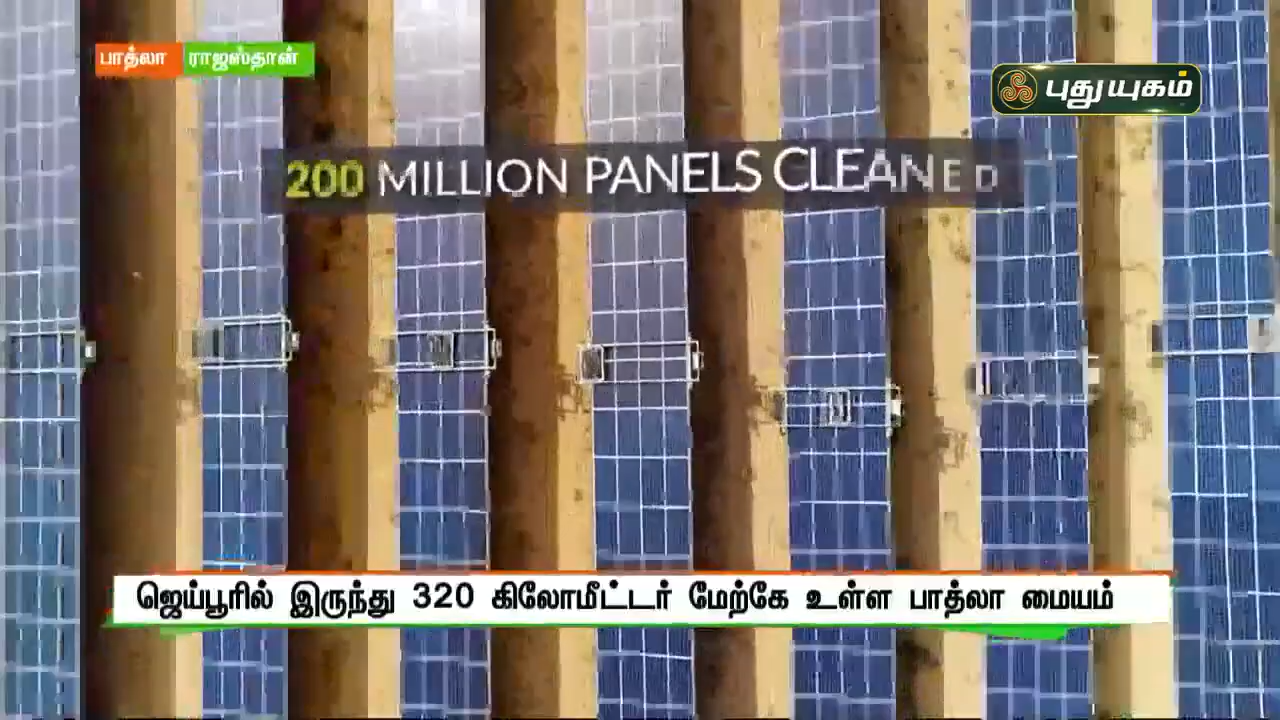 பாத்லா ராஜஸ்தான்
புதுயுகம்
200 MILLION PANELS CLEANED
ஜெய்பூரில் இருந்து 320 கிலோமீட்டர் மேற்கே உள்ள பாத்லா மையம்